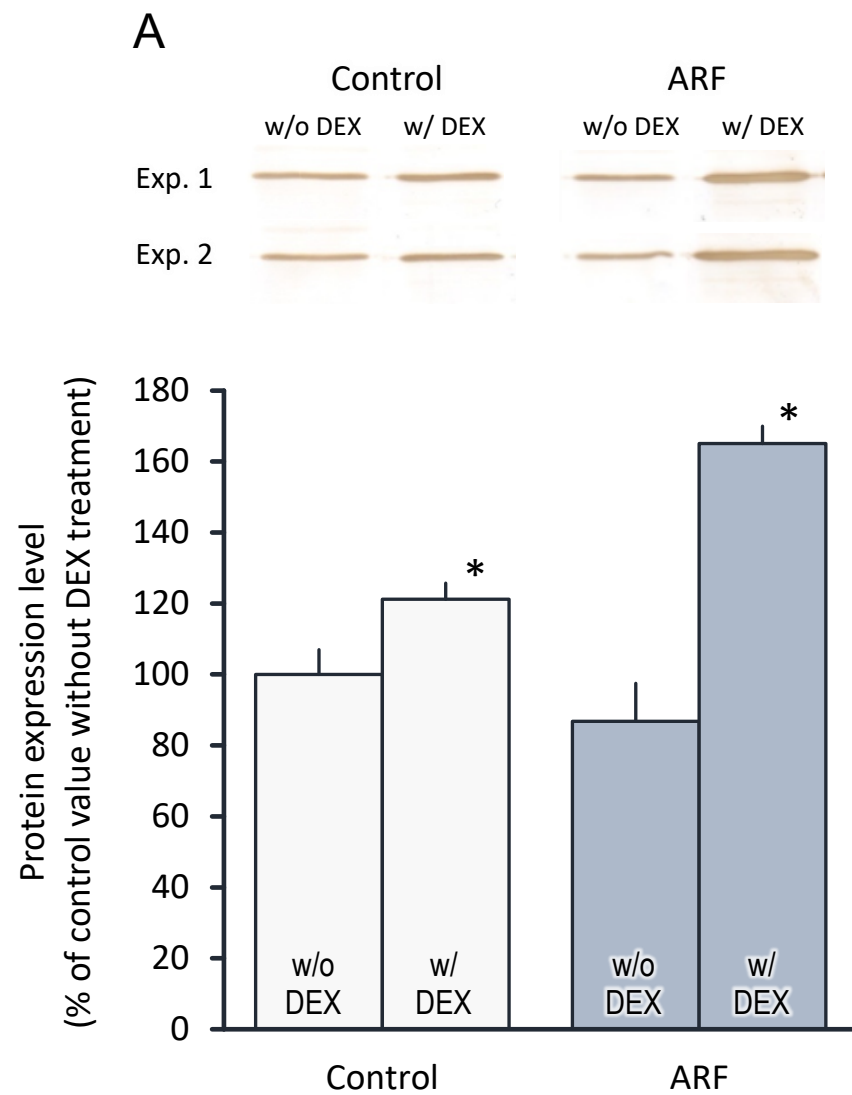 A
Control ARF
w/o DEX w/ DEX w/o DEX w/ DEX
Exp. 1
Exp. 2
Protein expression level
(% of control value without DEX treatment)
180
160
140
120
100
80
60
40
20
0
*
*
w/o
DEX
w/
DEX
w/o
DEX
w/
DEX
Control ARF